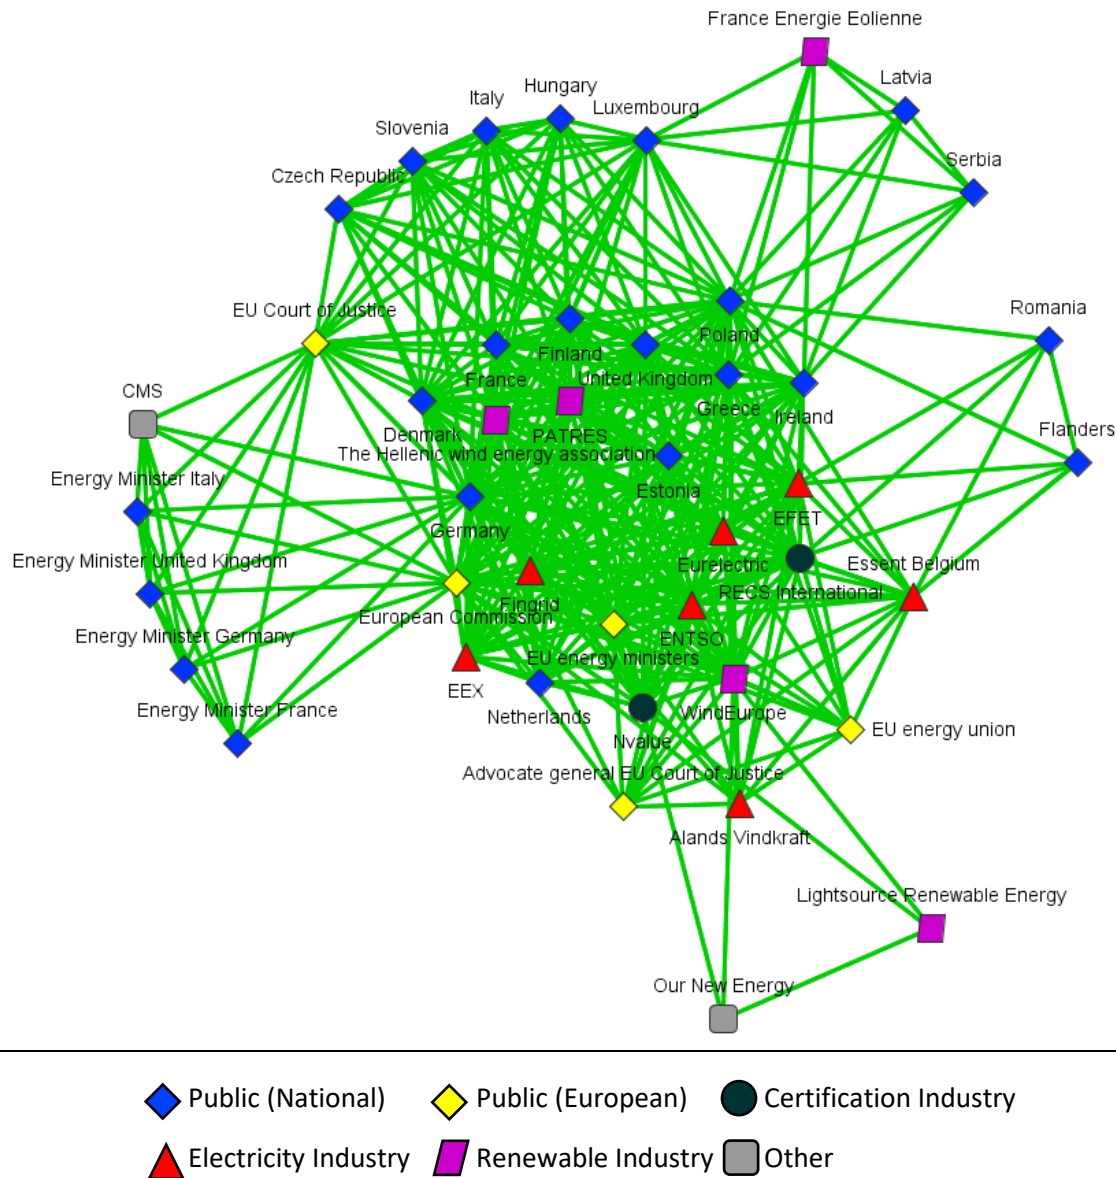 France Energie Eolienne
Latvia
Hungary
Italy
Luxembourg
Slovenia
Serbia
Czech Republic
EU Court of Justice
Romania
Poland
Finland
France
United Kingdom
CMS
Greece
Ireland
Flanders
Denmark
PATRES
The Hellenic wind energy association
Energy Minister Italy
Estonia
EFET
Germany
Energy Minister United Kingdom
Eurelectric
Essent Belgium
RECS International
Fingrid
European Commission
Energy Minister Germany
ENTSO
EU energy ministers
EEX
Energy Minister France
Netherlands
WindEurope
EU energy union
Nvalue
Advocate general EU Court of Justice
Alands Vindkraft
Lightsource Renewable Energy
Our New Energy
Public (National)
Public (European)
Certification Industry
Electricity Industry
Renewable Industry
Other